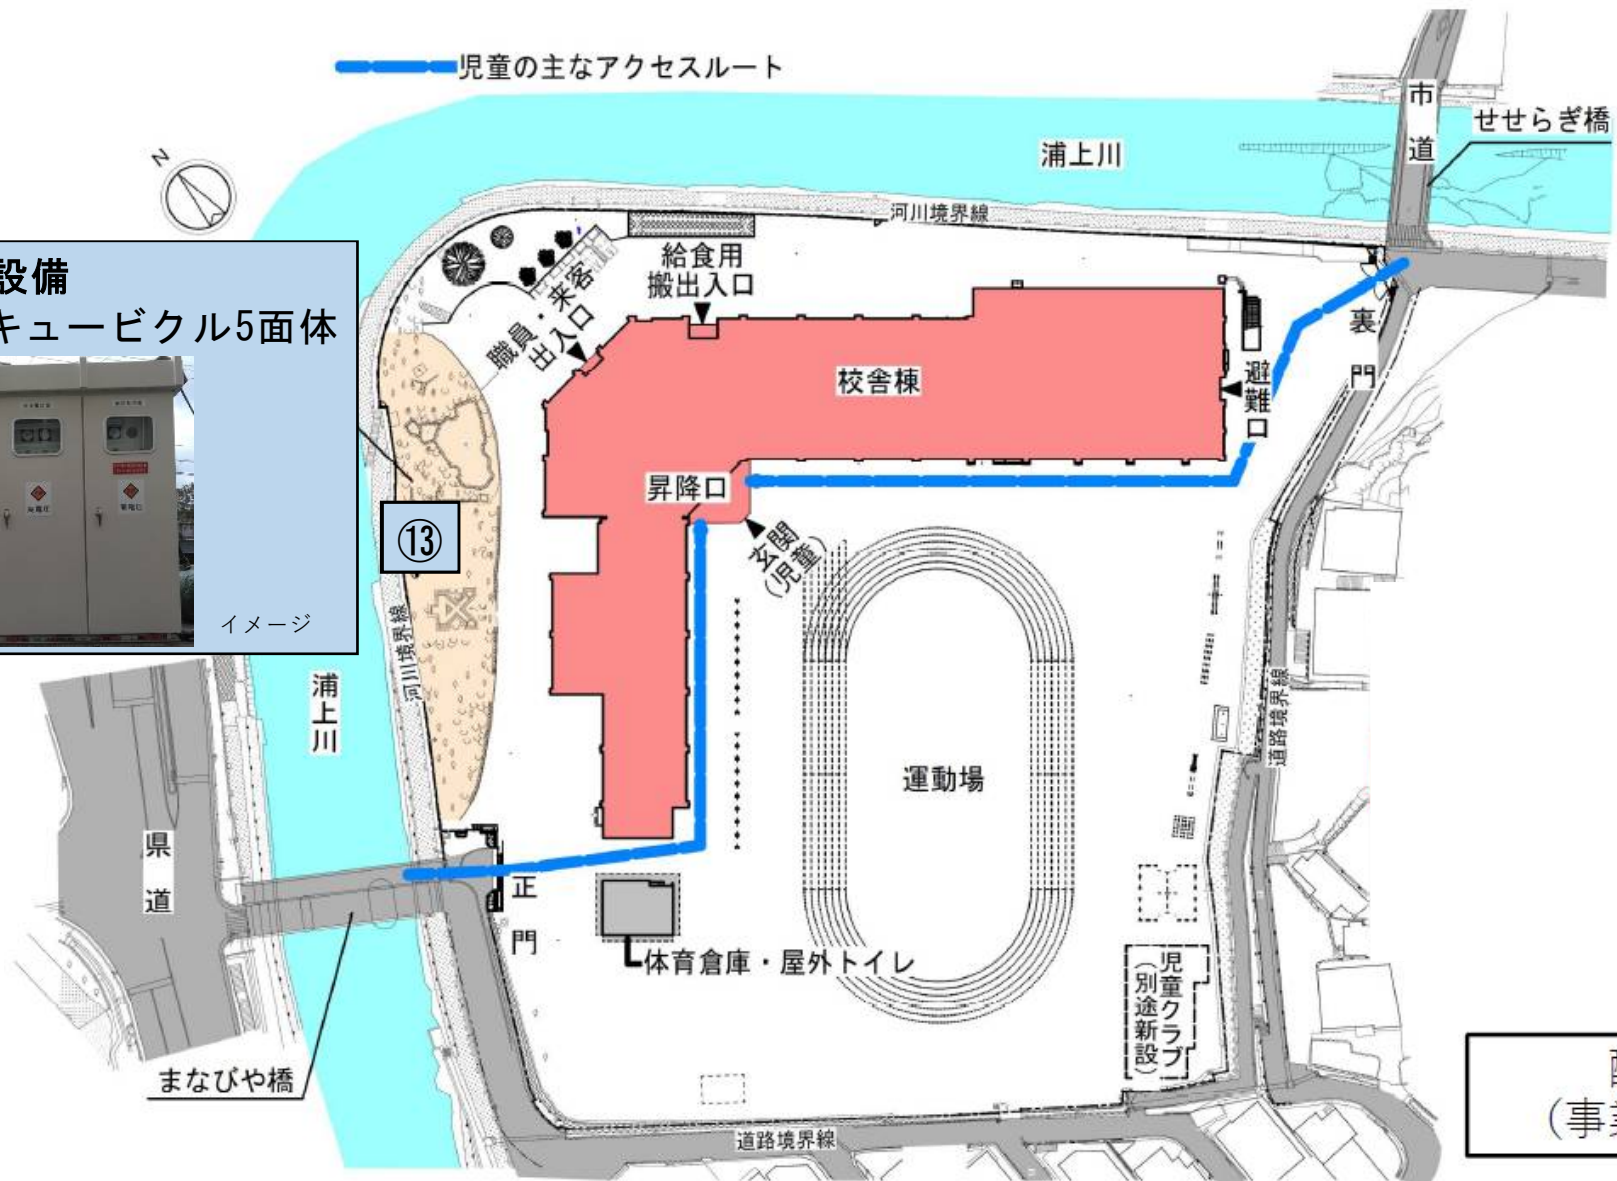 児童の主なアクセスルート
N
市道
せせらぎ橋
浦上川
河川境界線
設備
キュービクル5面体
イメージ
給食用
搬出入口
職員・来客
出入口
校舎棟
避難口
裏門
昇降口
玄関
(児童)
⑬
河川境界線
浦上川
運動場
道路境界線
県道
正門
体育倉庫・屋外トイレ
児童クラブ
(別途新設)
まなびや橋
道路境界線
(事